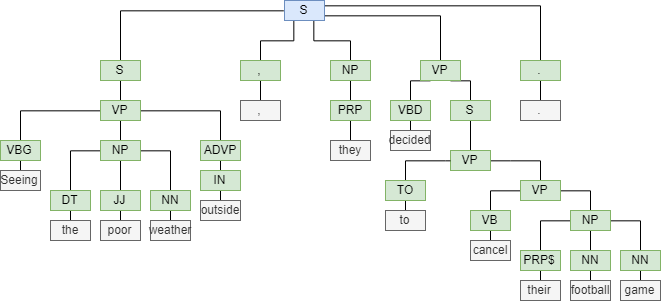 S
S , NP VP .
VP , PRP VBD S .
VBG NP ADVP they decided VP
Seeing IN TO VP
DT JJ NN outside to VB NP
the poor weather cancel
PRP$ NN NN
their football game